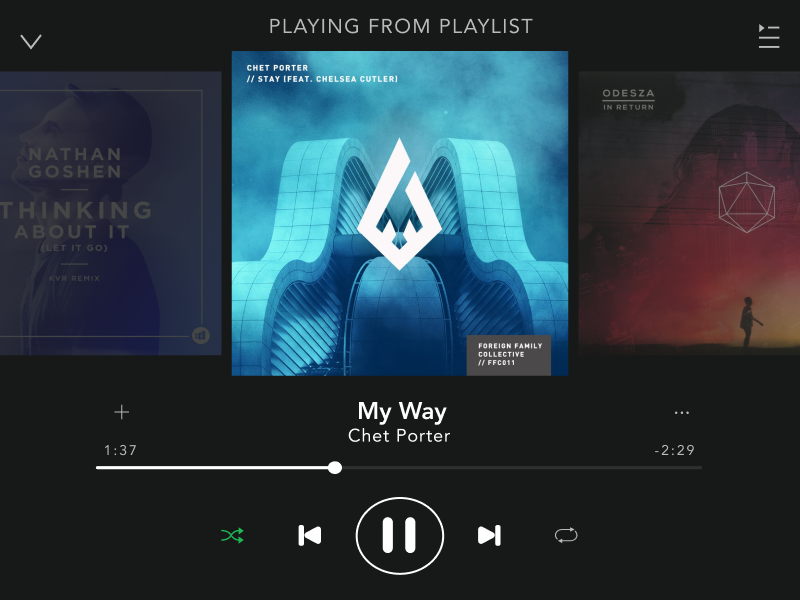 PLAYING FROM PLAYLIST
NATHAN
GOSHEN
THINKING
ABOUT IT
(LET IT GO)
KVR REMIX
CHET PORTER
// STAY (FEAT. CHELSEA CUTLER)
FOREIGN FAMILY
COLLECTIVE
// FFC011
ODESZA
IN RETURN
My Way
Chet Porter
1:37
-2:29